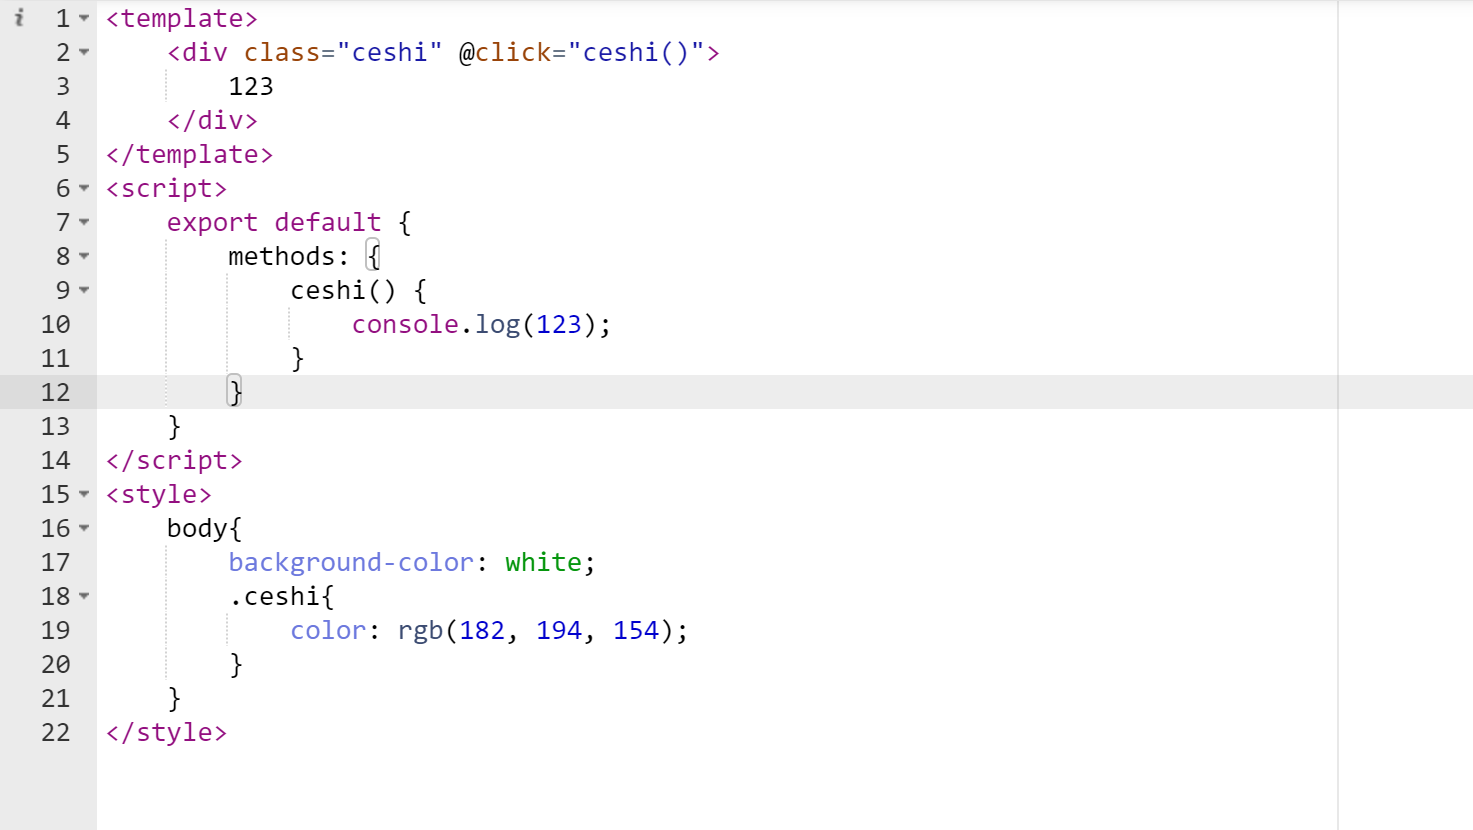 i 1 <template>
2 <div class="ceshi" @click="ceshi()">
3 123
4 </div>
5 </template>
6 <script>
7 export default {
8 methods: {
9 ceshi() {
10 console.log(123);
11 }
12 }
13 }
14 </script>
15 <style>
16 body{
17 background-color: white;
18 .ceshi{
19 color: rgb(182, 194, 154);
20 }
21 }
22 </style>